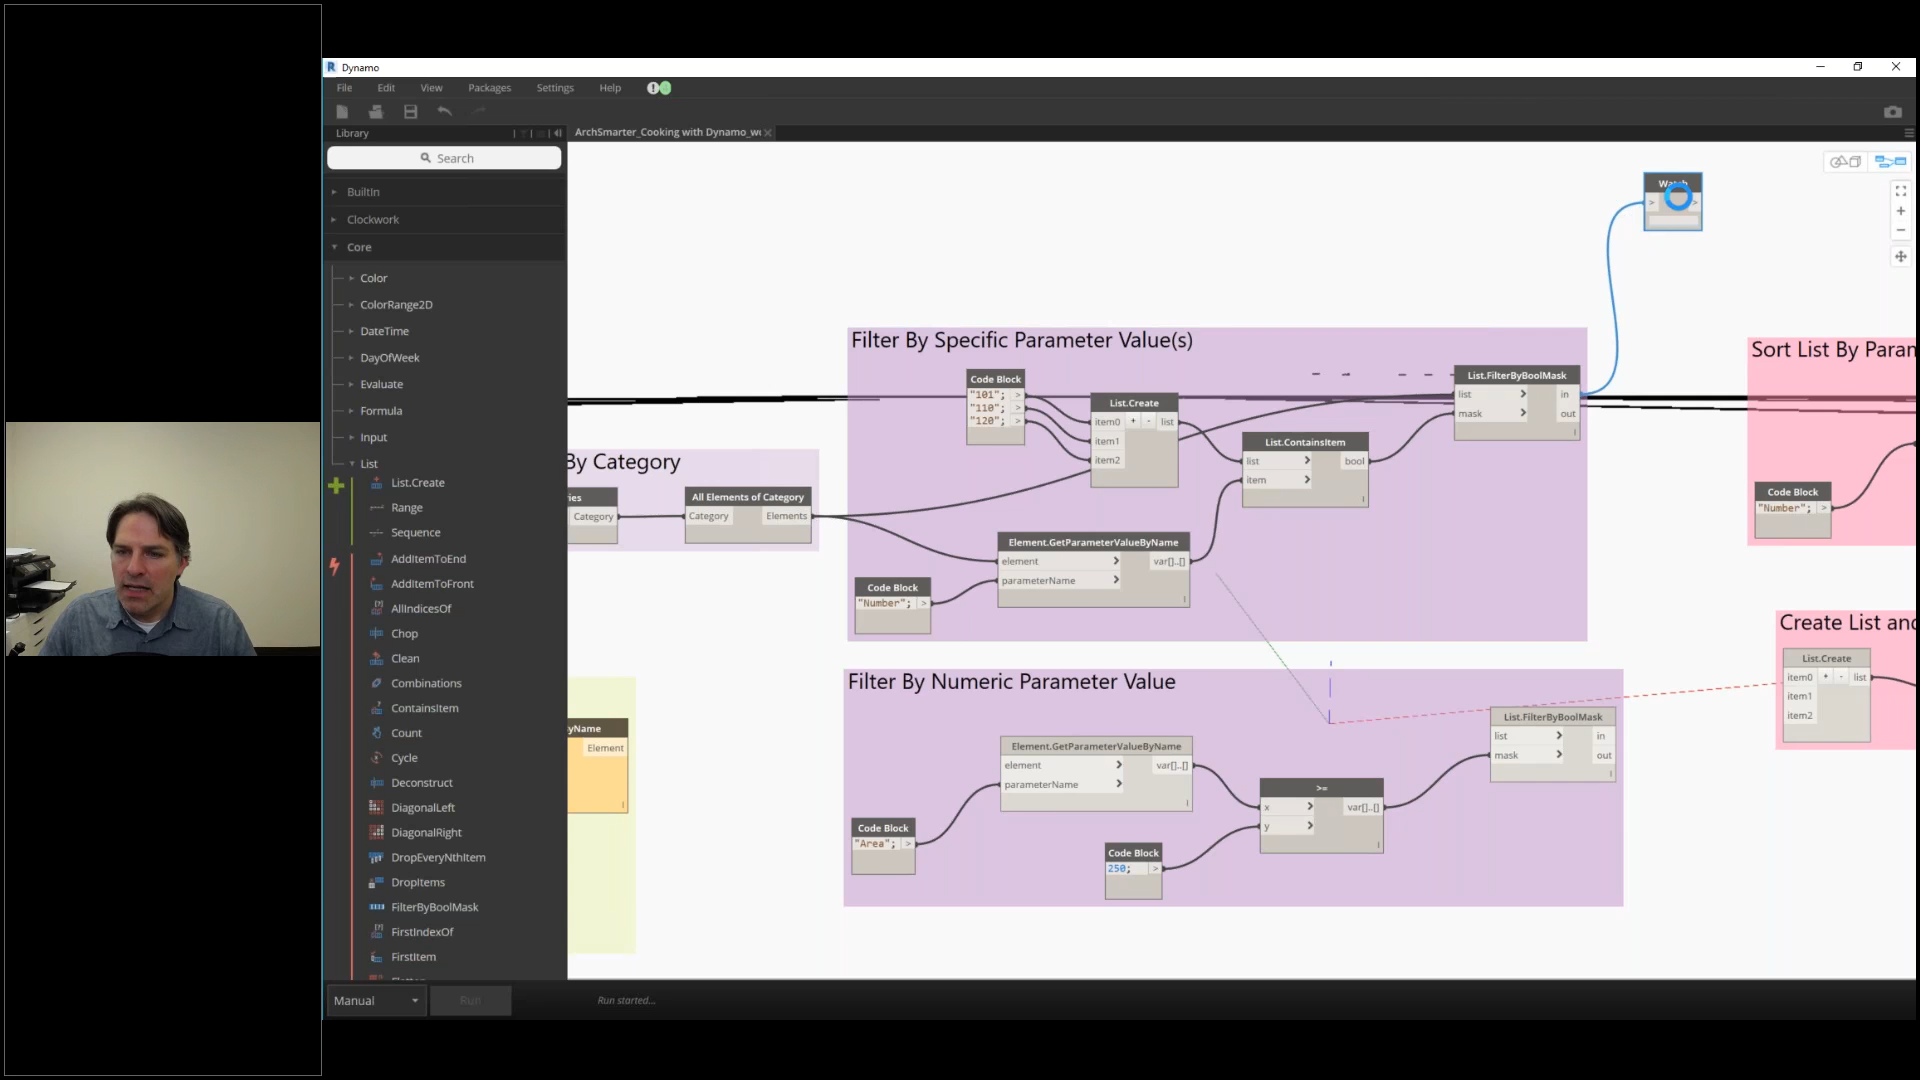 Dynamo
File Edit View Packages Settings Help
Library
ArchSmarter_Cooking with Dynamo_w
Search
BuiltIn
Clockwork
Core
Color
ColorRange2D
DateTime
DayOfWeek
Evaluate
Formula
Input
List
List.Create
Range
Sequence
AddItemToEnd
AddItemToFront
AllIndicesOf
Chop
Clean
Combinations
ContainsItem
Count
Cycle
Deconstruct
DiagonalLeft
DiagonalRight
DropEveryNthItem
DropItems
FilterByBoolMask
FirstIndexOf
FirstItem
Manual
Run
Run started...
By Category
ies
Category
All Elements of Category
Category Elements
yName
Element
Filter By Specific Parameter Value(s)
Code Block
"101"; >
"110"; >
"120"; >
List.Create
item0 + - list
item1
item2
List.ContainsItem
list > bool
item >
List.FilterByBoolMask
list > in
mask > out
Element.GetParameterValueByName
element > var[]..[]
parameterName >
Code Block
"Number"; >
Filter By Numeric Parameter Value
Element.GetParameterValueByName
element > var[]..[]
parameterName >
Code Block
"Area"; >
Code Block
250; >
>=
x > var[]..[]
y >
List.FilterByBoolMask
list > in
mask > out
Watch
> >
Sort List By Param
Code Block
"Number"; >
Create List and
List.Create
item0 + - list
item1
item2